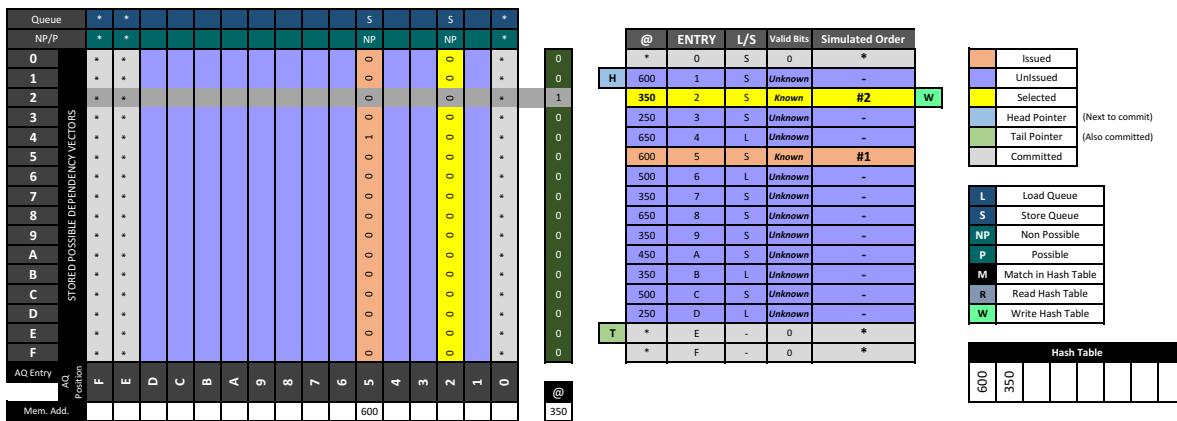 Queue * * S S *
NP/P * * NP NP *
@ ENTRY L/S Valid Bits Simulated Order
0 * * 0 0 * 0
* 0 S 0 *
1 * * 0 0 * 0
H 600 1 S Unknown -
2 * * 0 0 * 1
350 2 S Known #2 W
3 * * 0 0 * 0
250 3 S Unknown -
4 * * 1 0 * 0
650 4 L Unknown -
5 * * 0 0 * 0
600 5 S Known #1
6 * * 0 0 * 0
500 6 L Unknown -
7 * * 0 0 * 0
350 7 S Unknown -
8 * * 0 0 * 0
650 8 S Unknown -
9 * * 0 0 * 0
350 9 S Unknown -
A * * 0 0 * 0
450 A S Unknown -
B * * 0 0 * 0
350 B L Unknown -
C * * 0 0 * 0
500 C S Unknown -
D * * 0 0 * 0
250 D L Unknown -
E * * 0 0 * 0
T * E - 0 *
F * * 0 0 * 0
* F - 0 *
STORED POSSIBLE DEPENDENCY VECTORS
AQ Entry
AQ Position
F E D C B A 9 8 7 6 5 4 3 2 1 0
@
Mem. Add. 600 350
Issued
UnIssued
Selected
Head Pointer (Next to commit)
Tail Pointer (Also committed)
Committed
L Load Queue
S Store Queue
NP Non Possible
P Possible
M Match in Hash Table
R Read Hash Table
W Write Hash Table
Hash Table
600 350